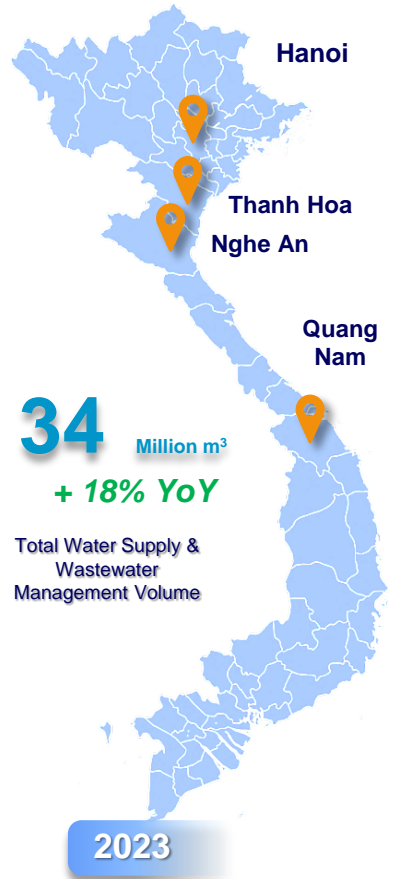 Hanoi
Thanh Hoa
Nghe An
Quang
Nam
34 Million m³
+ 18% YoY
Total Water Supply &
Wastewater
Management Volume
2023